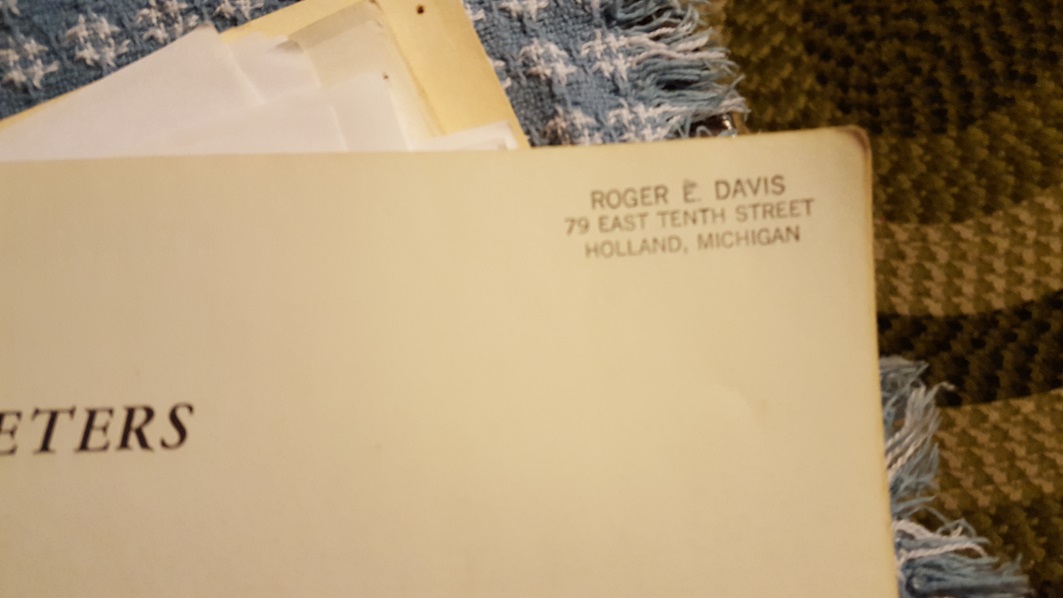 ROGER E. DAVIS
79 EAST TENTH STREET
HOLLAND, MICHIGAN
ETERS